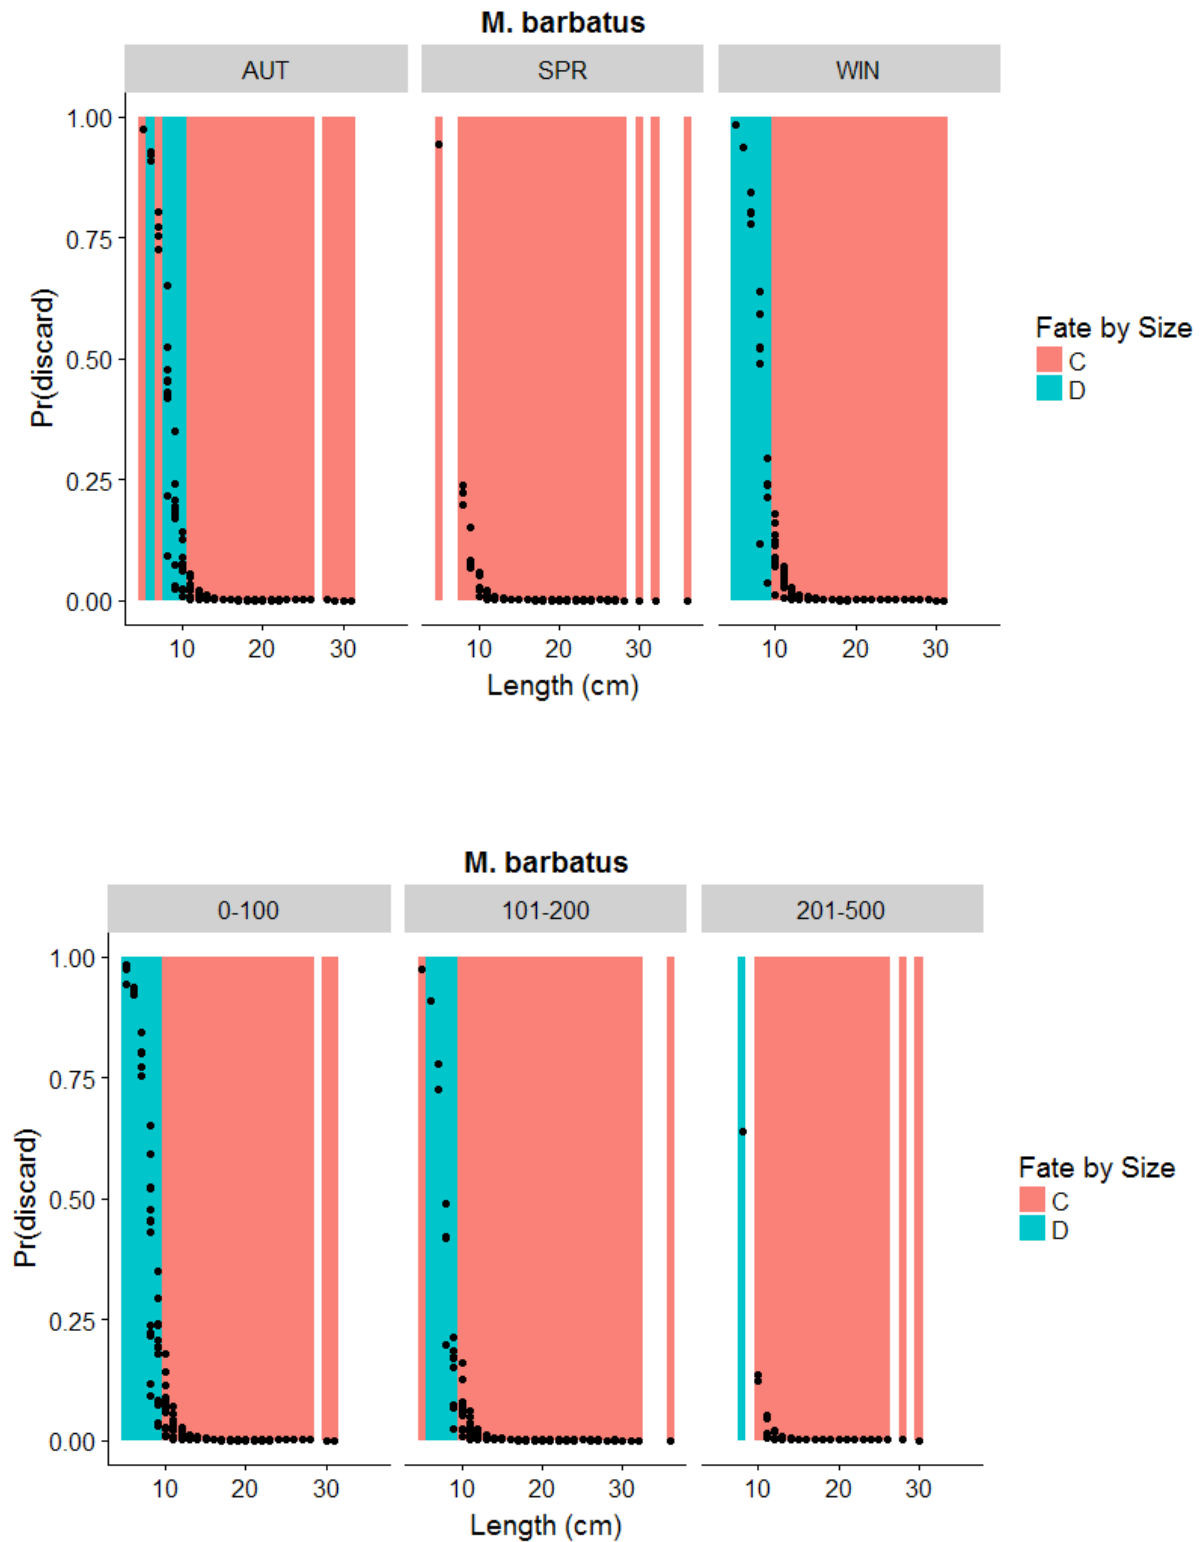 M. barbatus
AUT SPR WIN
1.00
0.75
0.50
0.25
0.00
Pr(discard)
10 20 30 10 20 30 10 20 30
Length (cm)
Fate by Size
C
D
M. barbatus
0-100 101-200 201-500
1.00
0.75
0.50
0.25
0.00
Pr(discard)
10 20 30 10 20 30 10 20 30
Length (cm)
Fate by Size
C
D